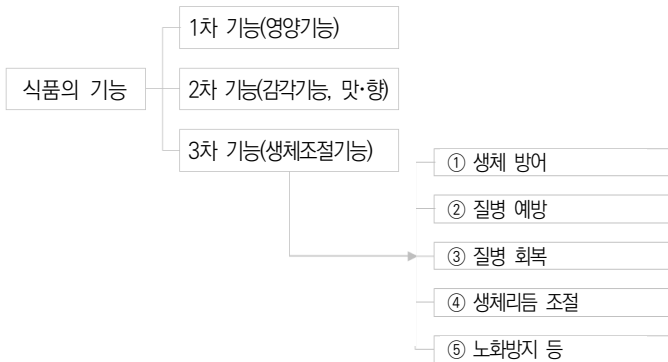 1차 기능(영양기능)
식품의 기능
2차 기능(감각기능, 맛·향)
3차 기능(생체조절기능)
① 생체 방어
② 질병 예방
③ 질병 회복
④ 생체리듬 조절
⑤ 노화방지 등